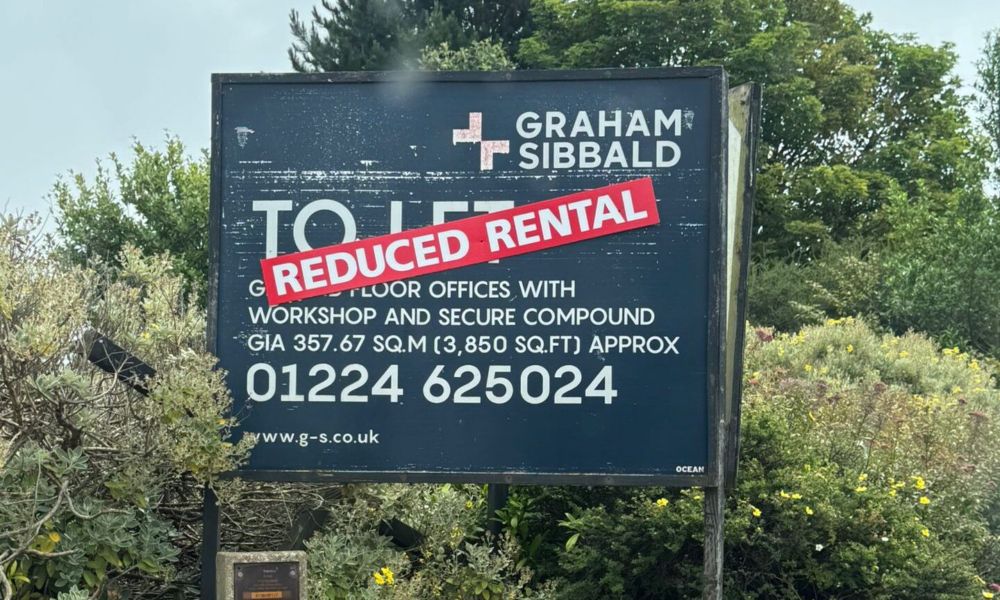 GRAHAM
SIBBALD
TO LET
REDUCED RENTAL
FLOOR OFFICES WITH
WORKSHOP AND SECURE COMPOUND
GIA 357.67 SQ.M (3,850 SQ.FT) APPROX
01224 625024
www.g-s.co.uk
OCEAN